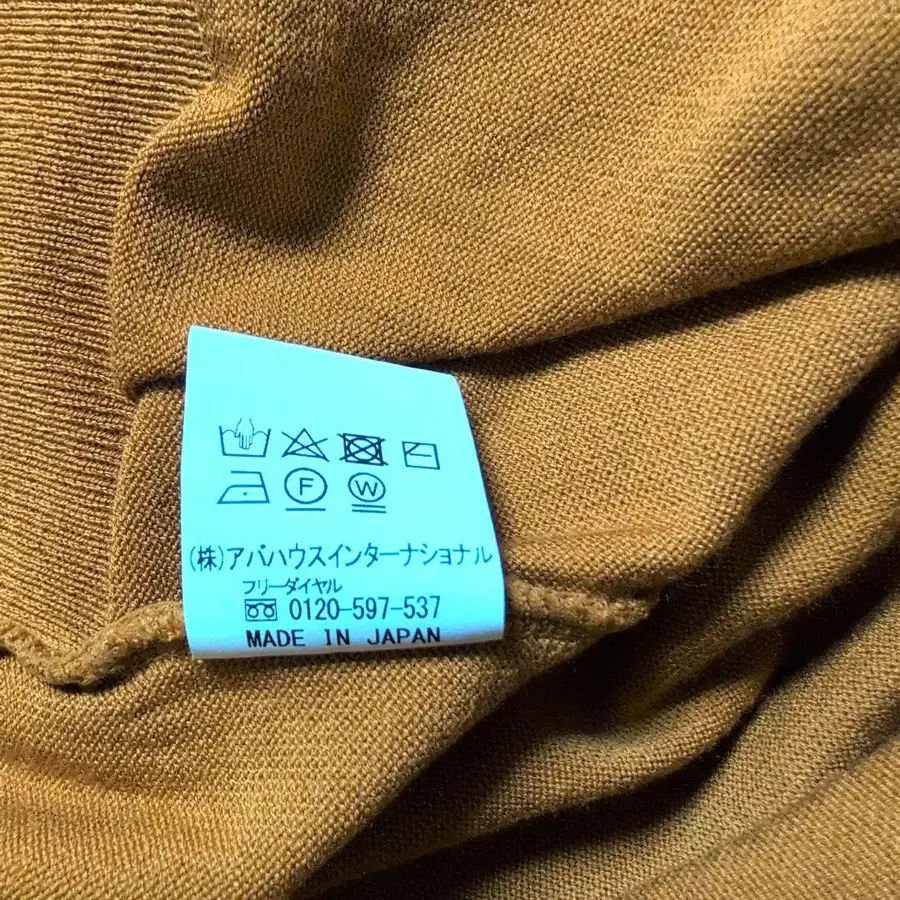 F W
(株)アバハウスインターナショナル
フリーダイヤル
0120-597-537
MADE IN JAPAN